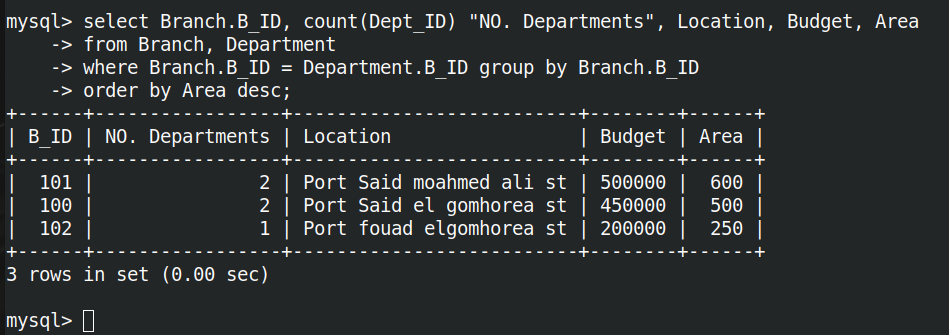 mysql> select Branch.B_ID, count(Dept_ID) "NO. Departments", Location, Budget, Area
    -> from Branch, Department
    -> where Branch.B_ID = Department.B_ID group by Branch.B_ID
    -> order by Area desc;
+------+-----------------+--------------------------+--------+------+
| B_ID | NO. Departments | Location                 | Budget | Area |
+------+-----------------+--------------------------+--------+------+
|  101 |               2 | Port Said moahmed ali st | 500000 |  600 |
|  100 |               2 | Port Said el gomhorea st | 450000 |  500 |
|  102 |               1 | Port fouad elgomhorea st | 200000 |  250 |
+------+-----------------+--------------------------+--------+------+
3 rows in set (0.00 sec)
mysql>